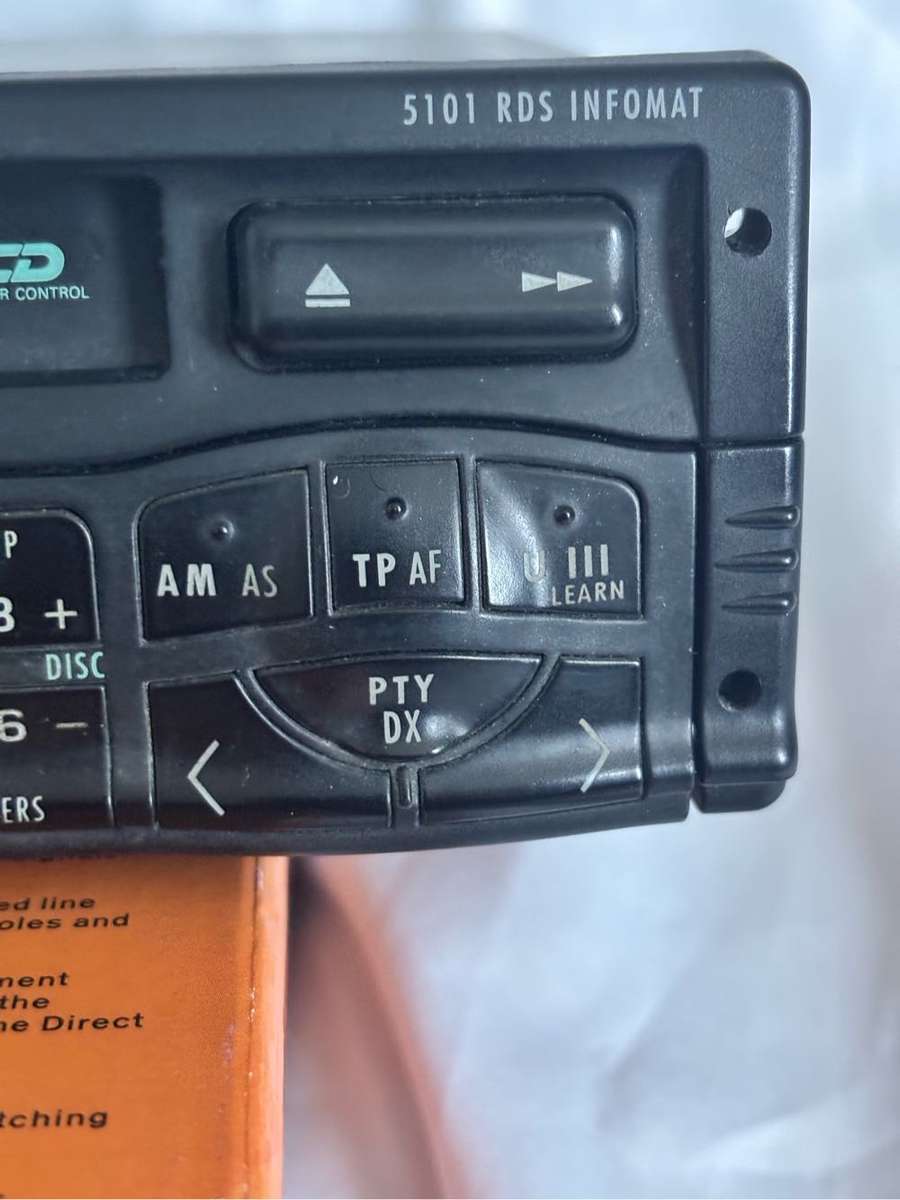 5101 RDS INFOMAT
CD
R CONTROL
P
AM AS
TP AF
U III
LEARN
3 +
DISC
PTY
DX
6 -
ERS
ed line
oles and
ment
the
ne Direct
tching